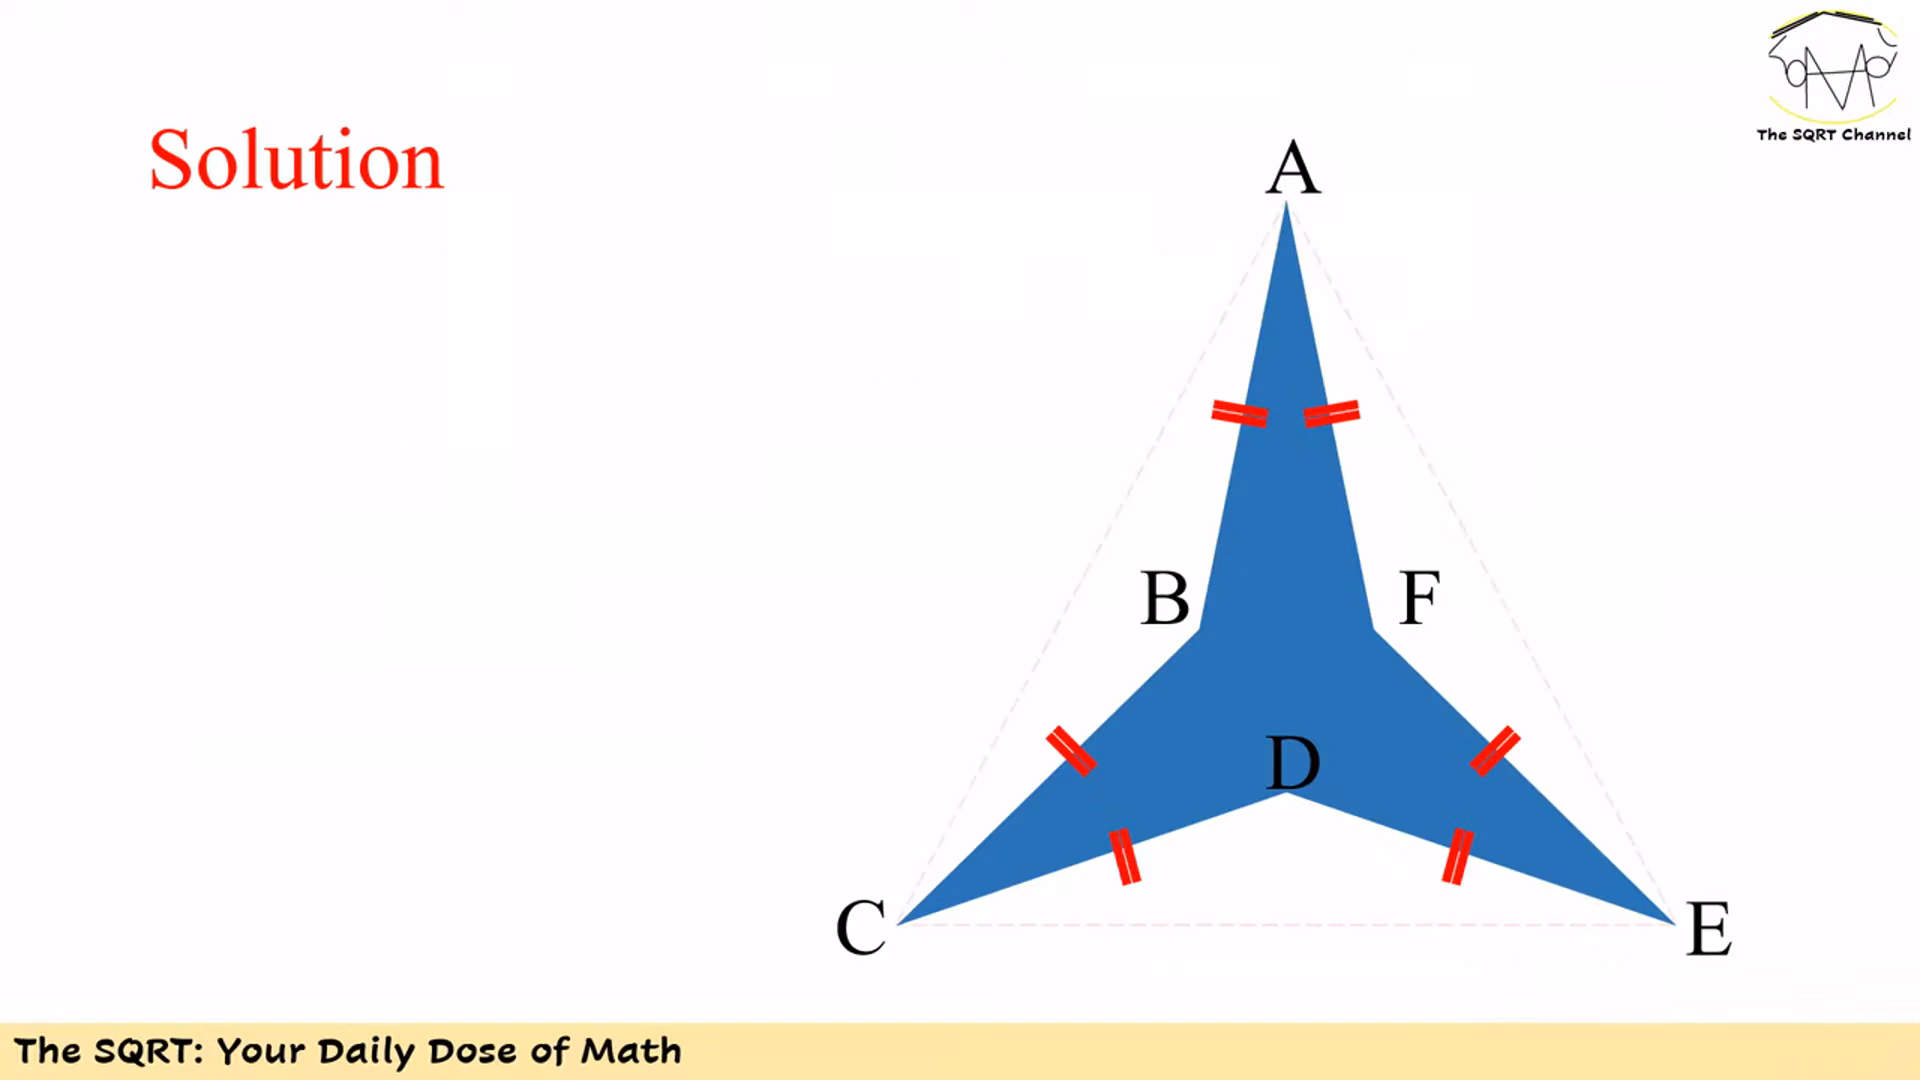 The SQRT Channel
Solution
A
B
F
D
C
E
The SQRT: Your Daily Dose of Math